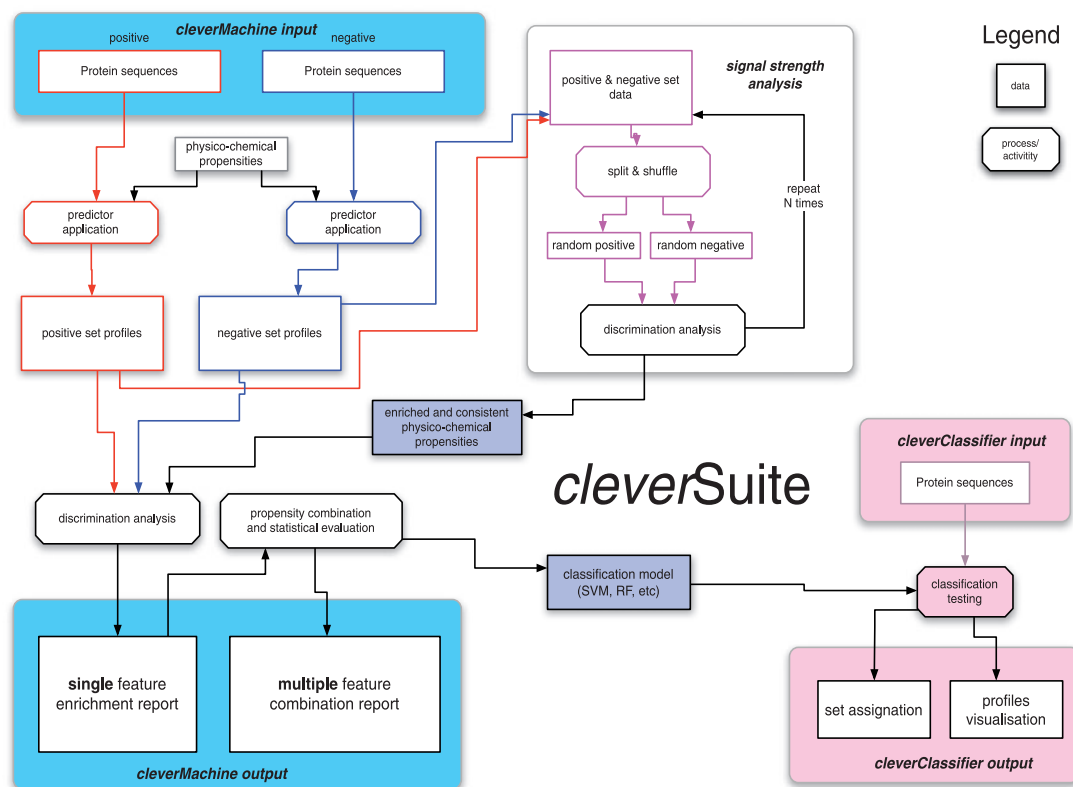 cleverMachine input
positive
negative
Protein sequences
Protein sequences
physico-chemical
propensities
predictor
application
predictor
application
positive set profiles
negative set profiles
signal strength
analysis
positive & negative set
data
split & shuffle
random positive
random negative
discrimination analysis
repeat
N times
Legend
data
process/
activitity
enriched and consistent
physico-chemical
propensities
cleverSuite
cleverClassifier input
Protein sequences
discrimination analysis
propensity combination
and statistical evaluation
classification model
(SVM, RF, etc)
classification
testing
single feature
enrichment report
multiple feature
combination report
cleverMachine output
set assignation
profiles
visualisation
cleverClassifier output